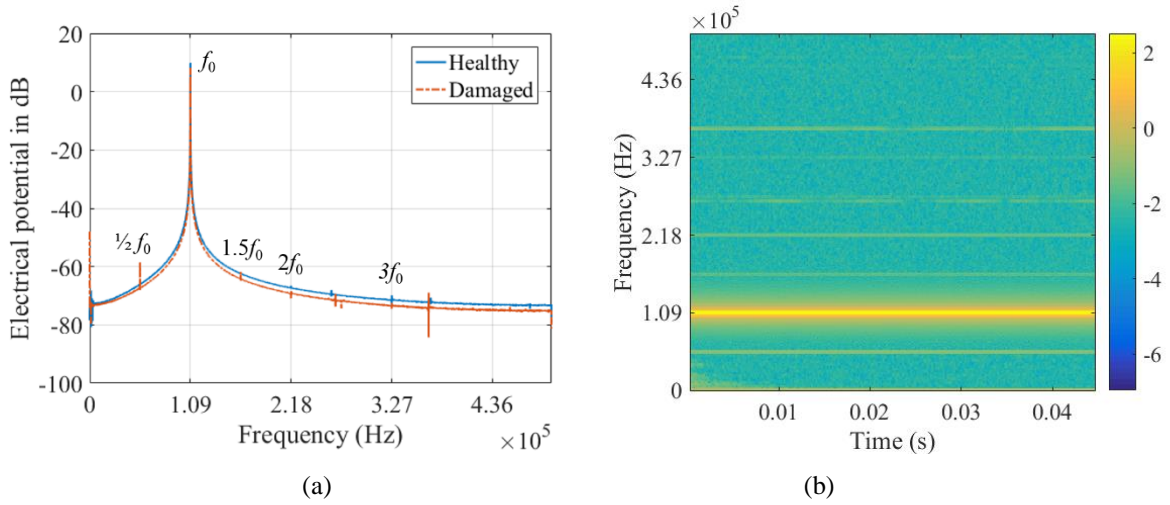 20
0
-20
-40
-60
-80
-100
Electrical potential in dB
f0
½f0
1.5f0
2f0
3f0
Healthy
Damaged
0
1.09
2.18
3.27
4.36
Frequency (Hz)
×10^5
(a)
×10^5
4.36
3.27
2.18
1.09
0
Frequency (Hz)
0.01
0.02
0.03
0.04
Time (s)
2
0
-2
-4
-6
(b)